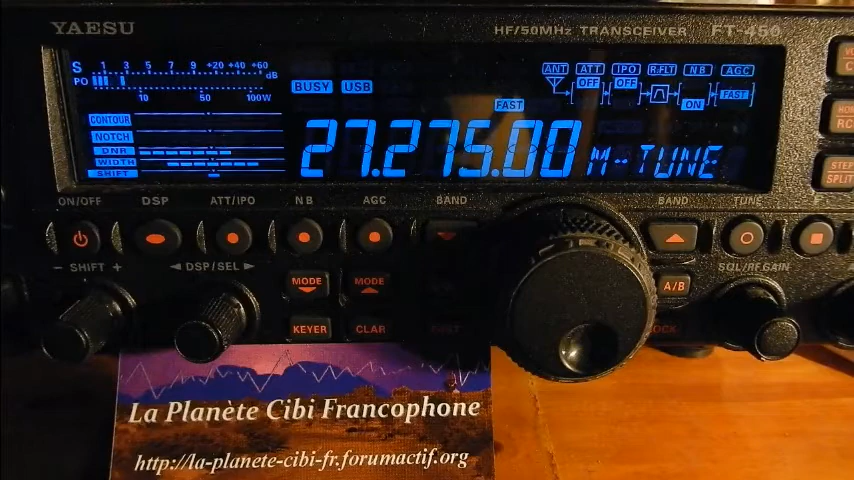 YAESU
HF/50MHz TRANSCEIVER FT-450
S 1 3 5 7 9 +20 +40 +60 dB
PO 10 50 100W
BUSY USB
ANT ATT IPO R.FLT NB AGC
OFF OFF
ON FAST
FAST
CONTOUR
NOTCH
DNR
WIDTH
SHIFT
27.275.00 M-TUNE
STEP
SPLIT
ON/OFF DSP ATT/IPO NB AGC BAND BAND TUNE
− SHIFT + ◄ DSP/SEL ► SQL/RF GAIN
MODE MODE A/B
KEYER CLAR
La Planète Cibi Francophone
http://la-planete-cibi-fr.forumactif.org